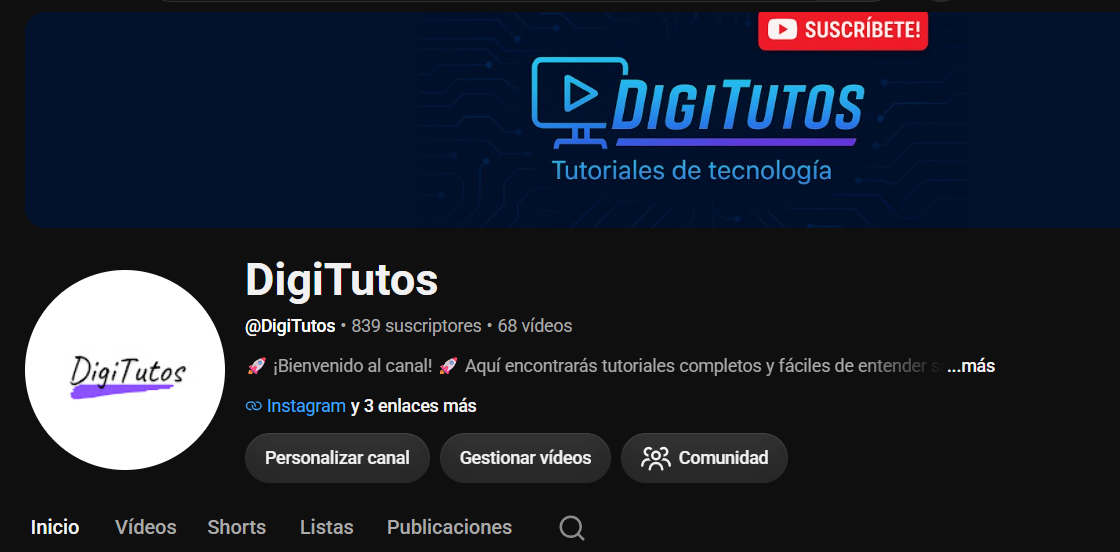 SUSCRÍBETE!
DIGITUTOS
Tutoriales de tecnología
DigiTutos
DigiTutos
@DigiTutos • 839 suscriptores • 68 vídeos
🚀 ¡Bienvenido al canal! 🚀 Aquí encontrarás tutoriales completos y fáciles de entender ...más
Instagram y 3 enlaces más
Personalizar canal Gestionar vídeos Comunidad
Inicio Vídeos Shorts Listas Publicaciones